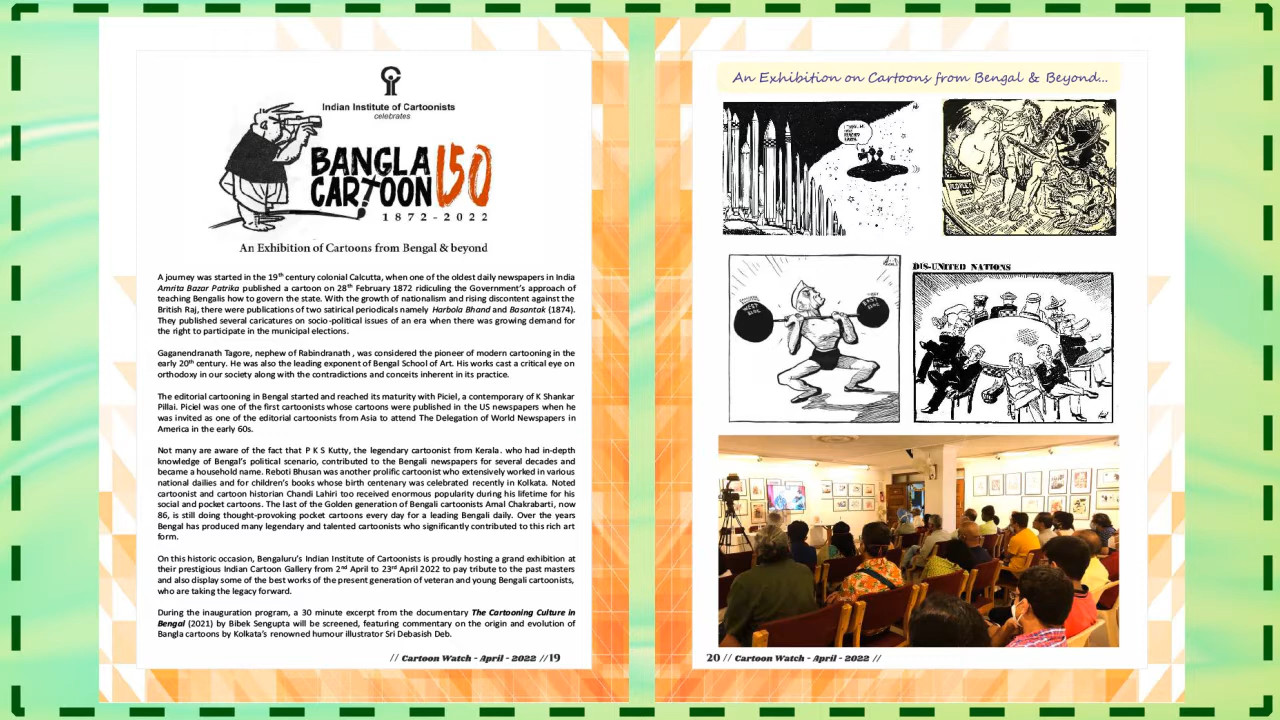 Indian Institute of Cartoonists
celebrates
BANGLA
CARTOON 150
1872-2022
An Exhibition of Cartoons from Bengal & beyond
A journey was started in the 19th century colonial Calcutta, when one of the oldest daily newspapers in India
Amrita Bazar Patrika published a cartoon on 28th February 1872 ridiculing the Government's approach of
teaching Bengalis how to govern the state. With the growth of nationalism and rising discontent against the
British Raj, there were publications of two satirical periodicals namely Harbola Bhand and Basantak (1874).
They published several caricatures on socio-political issues of an era when there was growing demand for
the right to participate in the municipal elections.
Gaganendranath Tagore, nephew of Rabindranath , was considered the pioneer of modern cartooning in the
early 20th century. He was also the leading exponent of Bengal School of Art. His works cast a critical eye on
orthodoxy in our society along with the contradictions and conceits inherent in its practice.
The editorial cartooning in Bengal started and reached its maturity with Piciel, a contemporary of K Shankar
Pillai. Piciel was one of the first cartoonists whose cartoons were published in the US newspapers when he
was invited as one of the editorial cartoonists from Asia to attend The Delegation of World Newspapers in
America in the early 60s.
Not many are aware of the fact that P K S Kutty, the legendary cartoonist from Kerala. who had in-depth
knowledge of Bengal's political scenario, contributed to the Bengali newspapers for several decades and
became a household name. Reboti Bhusan was another prolific cartoonist who extensively worked in various
national dailies and for children's books whose birth centenary was celebrated recently in Kolkata. Noted
cartoonist and cartoon historian Chandi Lahiri too received enormous popularity during his lifetime for his
social and pocket cartoons. The last of the Golden generation of Bengali cartoonists Amal Chakrabarti, now
86, is still doing thought-provoking pocket cartoons every day for a leading Bengali daily. Over the years
Bengal has produced many legendary and talented cartoonists who significantly contributed to this rich art
form.
On this historic occasion, Bengaluru's Indian Institute of Cartoonists is proudly hosting a grand exhibition at
their prestigious Indian Cartoon Gallery from 2nd April to 23rd April 2022 to pay tribute to the past masters
and also display some of the best works of the present generation of veteran and young Bengali cartoonists,
who are taking the legacy forward.
During the inauguration program, a 30 minute excerpt from the documentary The Cartooning Culture in
Bengal (2021) by Bibek Sergupta will be screened, featuring commentary on the origin and evolution of
Bangla cartoons by Kolkata's renowned humour illustrator Sri Debasish Deb.
// Cartoon Watch - April - 2022 //19
An Exhibition on Cartoons from Bengal & Beyond...
DIS-UNITED NATIONS
20 // Cartoon Watch - April - 2022 //